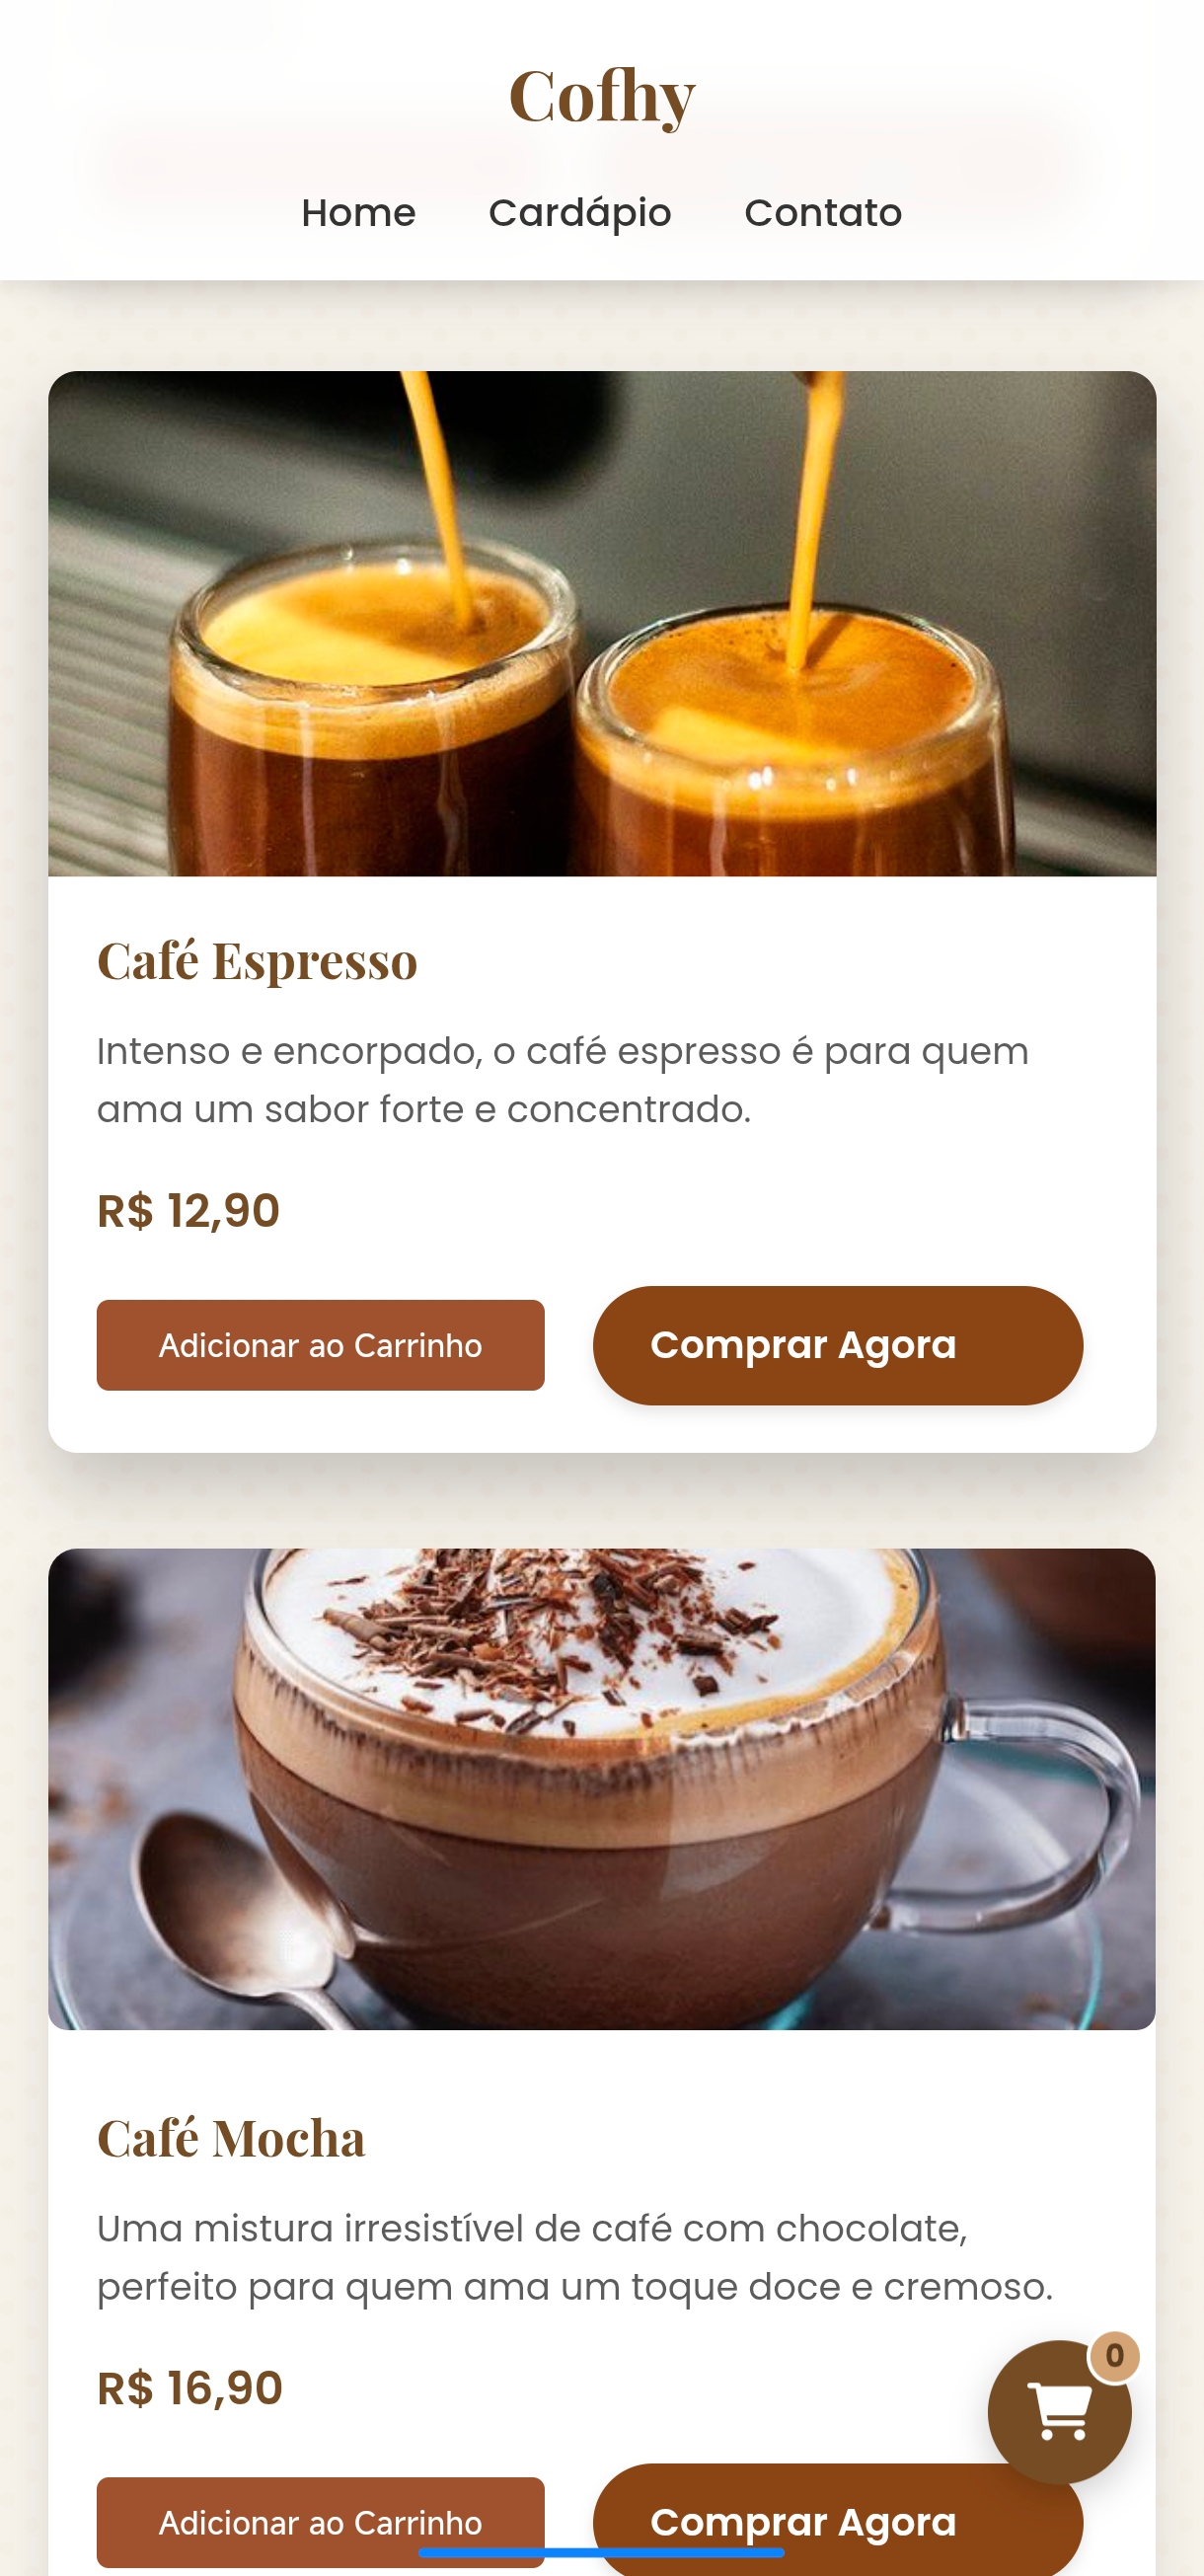 Cofhy
Home Cardápio Contato
Café Espresso
Intenso e encorpado, o café espresso é para quem
ama um sabor forte e concentrado.
R$ 12,90
Adicionar ao Carrinho Comprar Agora
Café Mocha
Uma mistura irresistível de café com chocolate,
perfeito para quem ama um toque doce e cremoso.
0
R$ 16,90
Adicionar ao Carrinho Comprar Agora